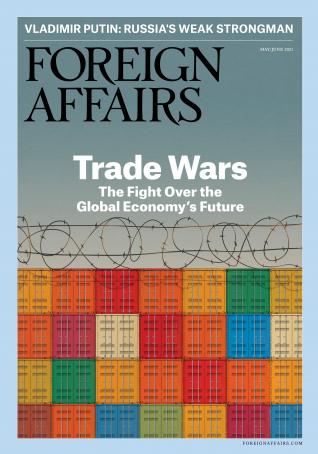 VLADIMIR PUTIN: RUSSIA'S WEAK STRONGMAN
MAY/JUNE 2021
FOREIGN
AFFAIRS
Trade Wars
The Fight Over the
Global Economy's Future
FOREIGNAFFAIRS.COM